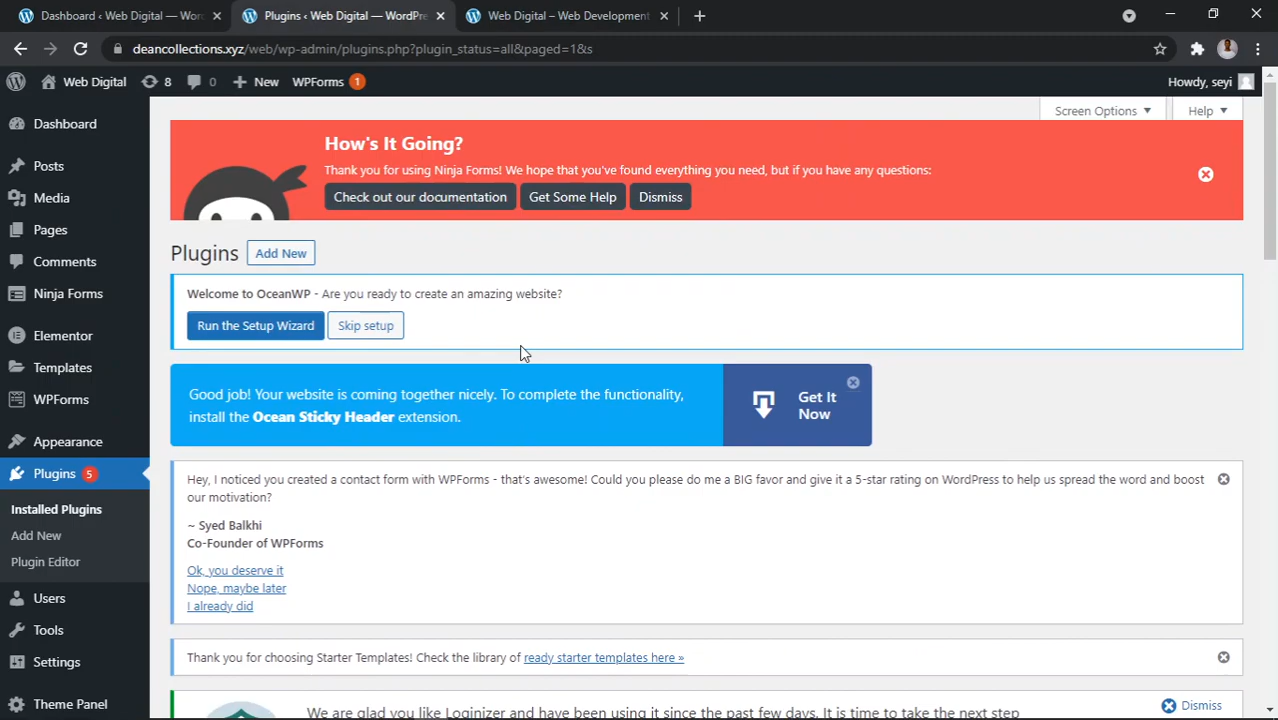 Dashboard ‹ Web Digital — Wor
Plugins ‹ Web Digital — WordPre
Web Digital – Web Development
deancollections.xyz/web/wp-admin/plugins.php?plugin_status=all&paged=1&s
Web Digital
8
0
New
WPForms 1
Howdy, seyi
Screen Options
Help
Dashboard
Posts
Media
Pages
Comments
Ninja Forms
Elementor
Templates
WPForms
Appearance
Plugins 5
Installed Plugins
Add New
Plugin Editor
Users
Tools
Settings
Theme Panel
How's It Going?
Thank you for using Ninja Forms! We hope that you've found everything you need, but if you have any questions:
Check out our documentation
Get Some Help
Dismiss
Plugins
Add New
Welcome to OceanWP - Are you ready to create an amazing website?
Run the Setup Wizard
Skip setup
Good job! Your website is coming together nicely. To complete the functionality,
install the Ocean Sticky Header extension.
Get It
Now
Hey, I noticed you created a contact form with WPForms - that's awesome! Could you please do me a BIG favor and give it a 5-star rating on WordPress to help us spread the word and boost
our motivation?
~ Syed Balkhi
Co-Founder of WPForms
Ok, you deserve it
Nope, maybe later
I already did
Thank you for choosing Starter Templates! Check the library of ready starter templates here »
We are glad you like Loginizer and have been using it since the past few days. It is time to take the next step
Dismiss